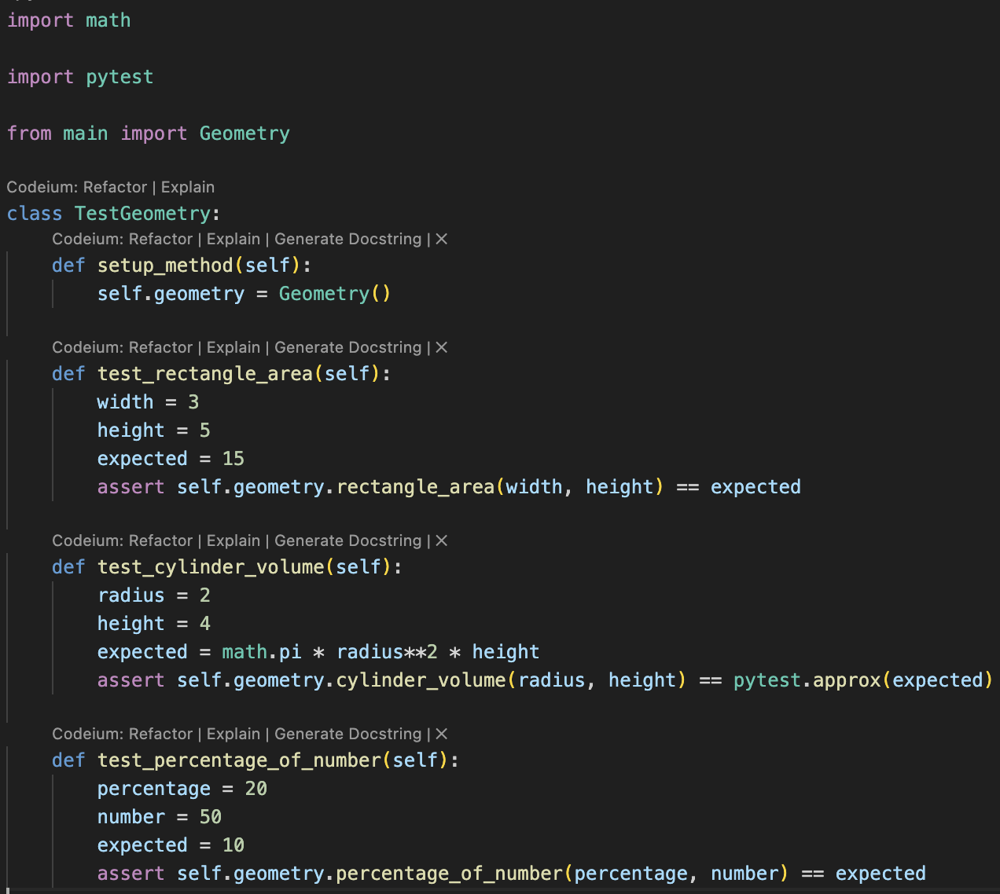 import math
import pytest
from main import Geometry
Codeium: Refactor | Explain
class TestGeometry:
Codeium: Refactor | Explain | Generate Docstring | ✕
def setup_method(self):
self.geometry = Geometry()
Codeium: Refactor | Explain | Generate Docstring | ✕
def test_rectangle_area(self):
width = 3
height = 5
expected = 15
assert self.geometry.rectangle_area(width, height) == expected
Codeium: Refactor | Explain | Generate Docstring | ✕
def test_cylinder_volume(self):
radius = 2
height = 4
expected = math.pi * radius**2 * height
assert self.geometry.cylinder_volume(radius, height) == pytest.approx(expected)
Codeium: Refactor | Explain | Generate Docstring | ✕
def test_percentage_of_number(self):
percentage = 20
number = 50
expected = 10
assert self.geometry.percentage_of_number(percentage, number) == expected